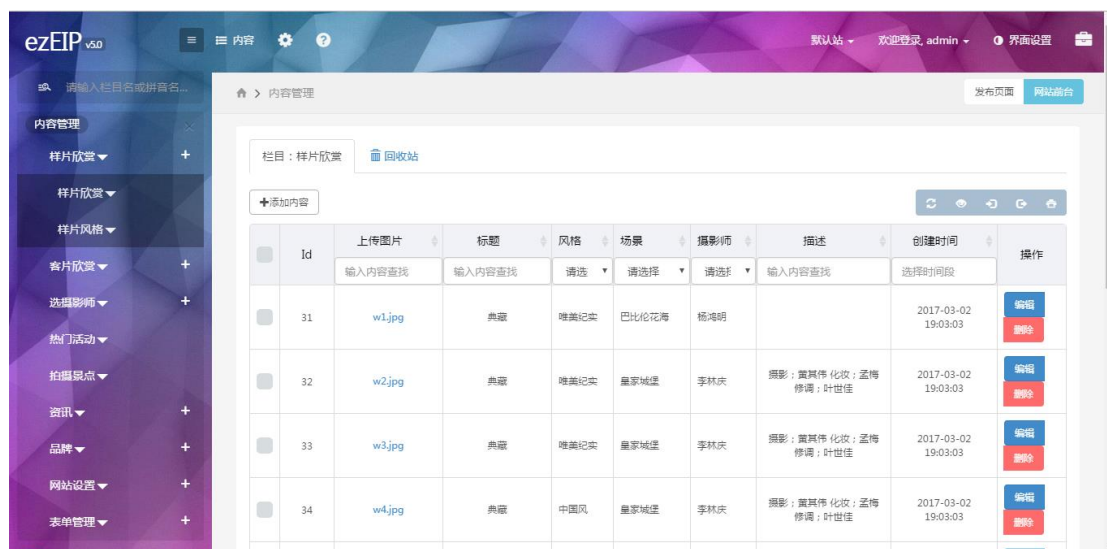 ezEIP v5.0
内容
默认站
欢迎登录, admin
界面设置
请输入栏目名或拼音名...
内容管理
发布页面
网站前台
内容管理
样片欣赏
样片欣赏
样片风格
客片欣赏
选摄影师
热门活动
拍摄景点
资讯
品牌
网站设置
表单管理
栏目：样片欣赏
回收站
添加内容
Id 上传图片 标题 风格 场景 摄影师 描述 创建时间 操作
输入内容查找 输入内容查找 请选 请选择 请选择 输入内容查找 选择时间段
31 w1.jpg 典藏 唯美纪实 巴比伦花海 杨鸿明 2017-03-02 19:03:03 编辑 删除
32 w2.jpg 典藏 唯美纪实 皇家城堡 李林庆 摄影；黄其伟 化妆；孟梅 修调；叶世佳 2017-03-02 19:03:03 编辑 删除
33 w3.jpg 典藏 唯美纪实 皇家城堡 李林庆 摄影；黄其伟 化妆；孟梅 修调；叶世佳 2017-03-02 19:03:03 编辑 删除
34 w4.jpg 典藏 中国风 皇家城堡 李林庆 摄影；黄其伟 化妆；孟梅 修调；叶世佳 2017-03-02 19:03:03 编辑 删除